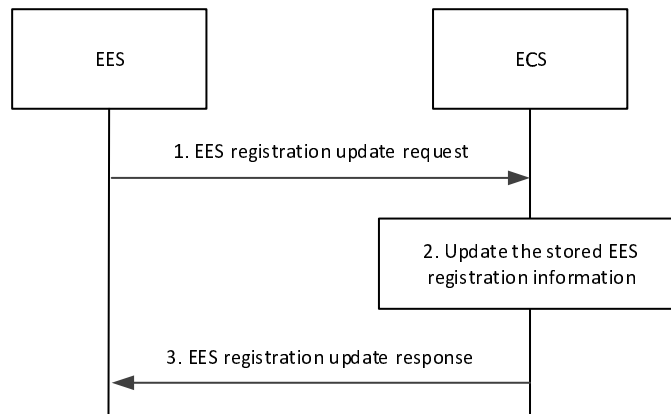 EES
ECS
1. EES registration update request
2. Update the stored EES
registration information
3. EES registration update response